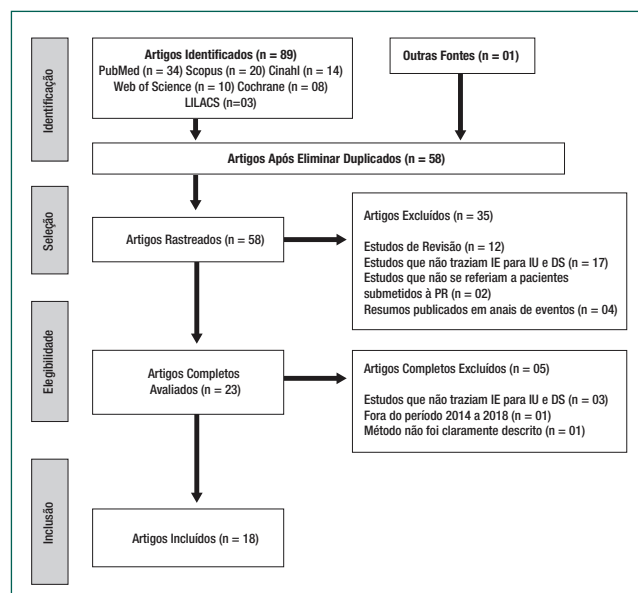 Identificação
Artigos Identificados (n = 89)
PubMed (n = 34) Scopus (n = 20) Cinahl (n = 14)
Web of Science (n = 10) Cochrane (n = 08)
LILACS (n=03)
Outras Fontes (n = 01)
Artigos Após Eliminar Duplicados (n = 58)
Seleção
Artigos Rastreados (n = 58)
Artigos Excluídos (n = 35)
Estudos de Revisão (n = 12)
Estudos que não traziam IE para IU e DS (n = 17)
Estudos que não se referiam a pacientes
submetidos à PR (n = 02)
Resumos publicados em anais de eventos (n = 04)
Elegibilidade
Artigos Completos
Avaliados (n = 23)
Artigos Completos Excluídos (n = 05)
Estudos que não traziam IE para IU e DS (n = 03)
Fora do período 2014 a 2018 (n = 01)
Método não foi claramente descrito (n = 01)
Inclusão
Artigos Incluídos (n = 18)